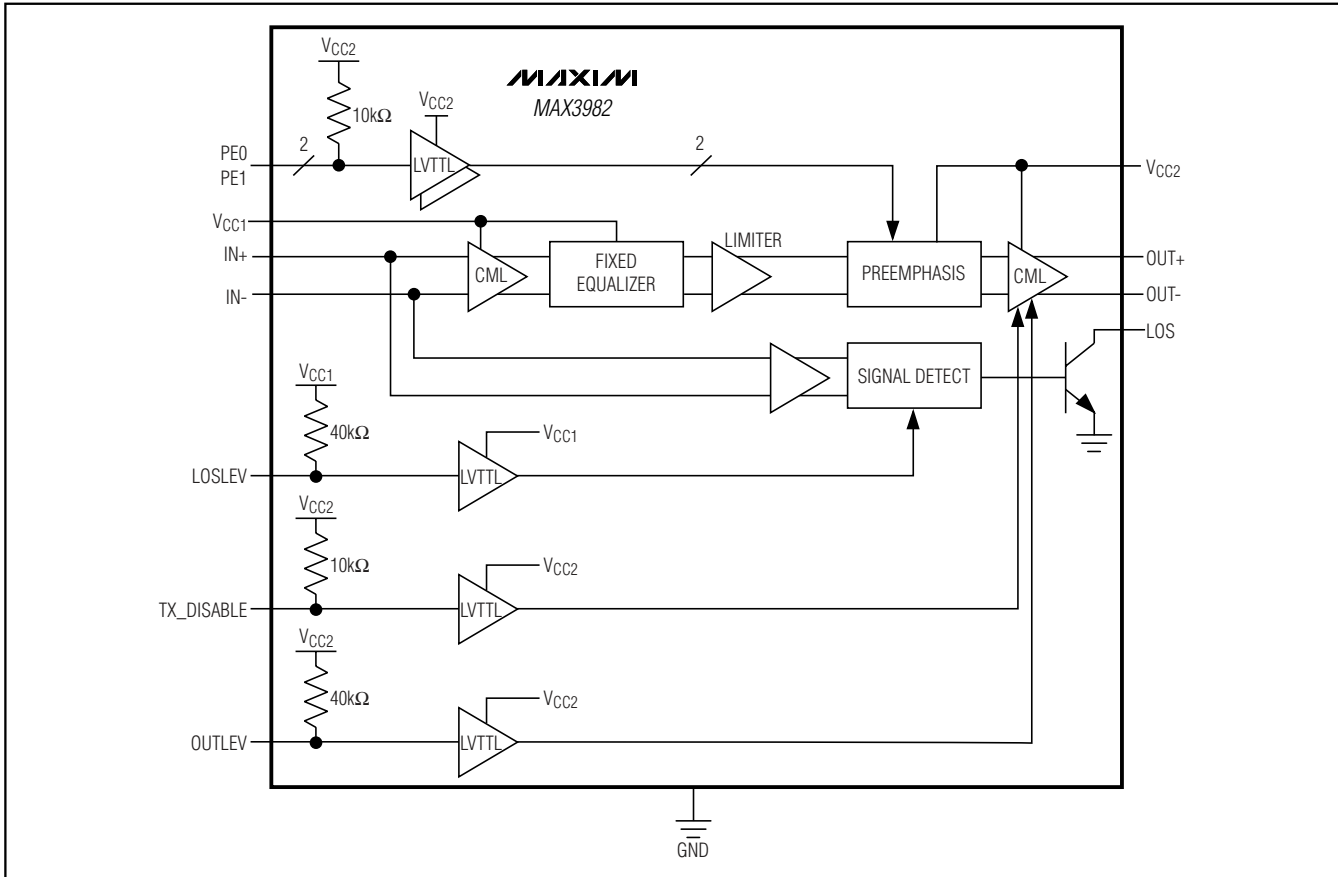 VCC2
MAXIM
MAX3982
10kΩ
VCC2
2
2
PE0
PE1
LVTTL
VCC2
VCC1
LIMITER
IN+
CML
FIXED
EQUALIZER
PREEMPHASIS
CML
OUT+
IN-
OUT-
LOS
VCC1
SIGNAL DETECT
40kΩ
VCC1
LOSLEV
LVTTL
VCC2
10kΩ
VCC2
TX_DISABLE
LVTTL
VCC2
40kΩ
VCC2
OUTLEV
LVTTL
GND